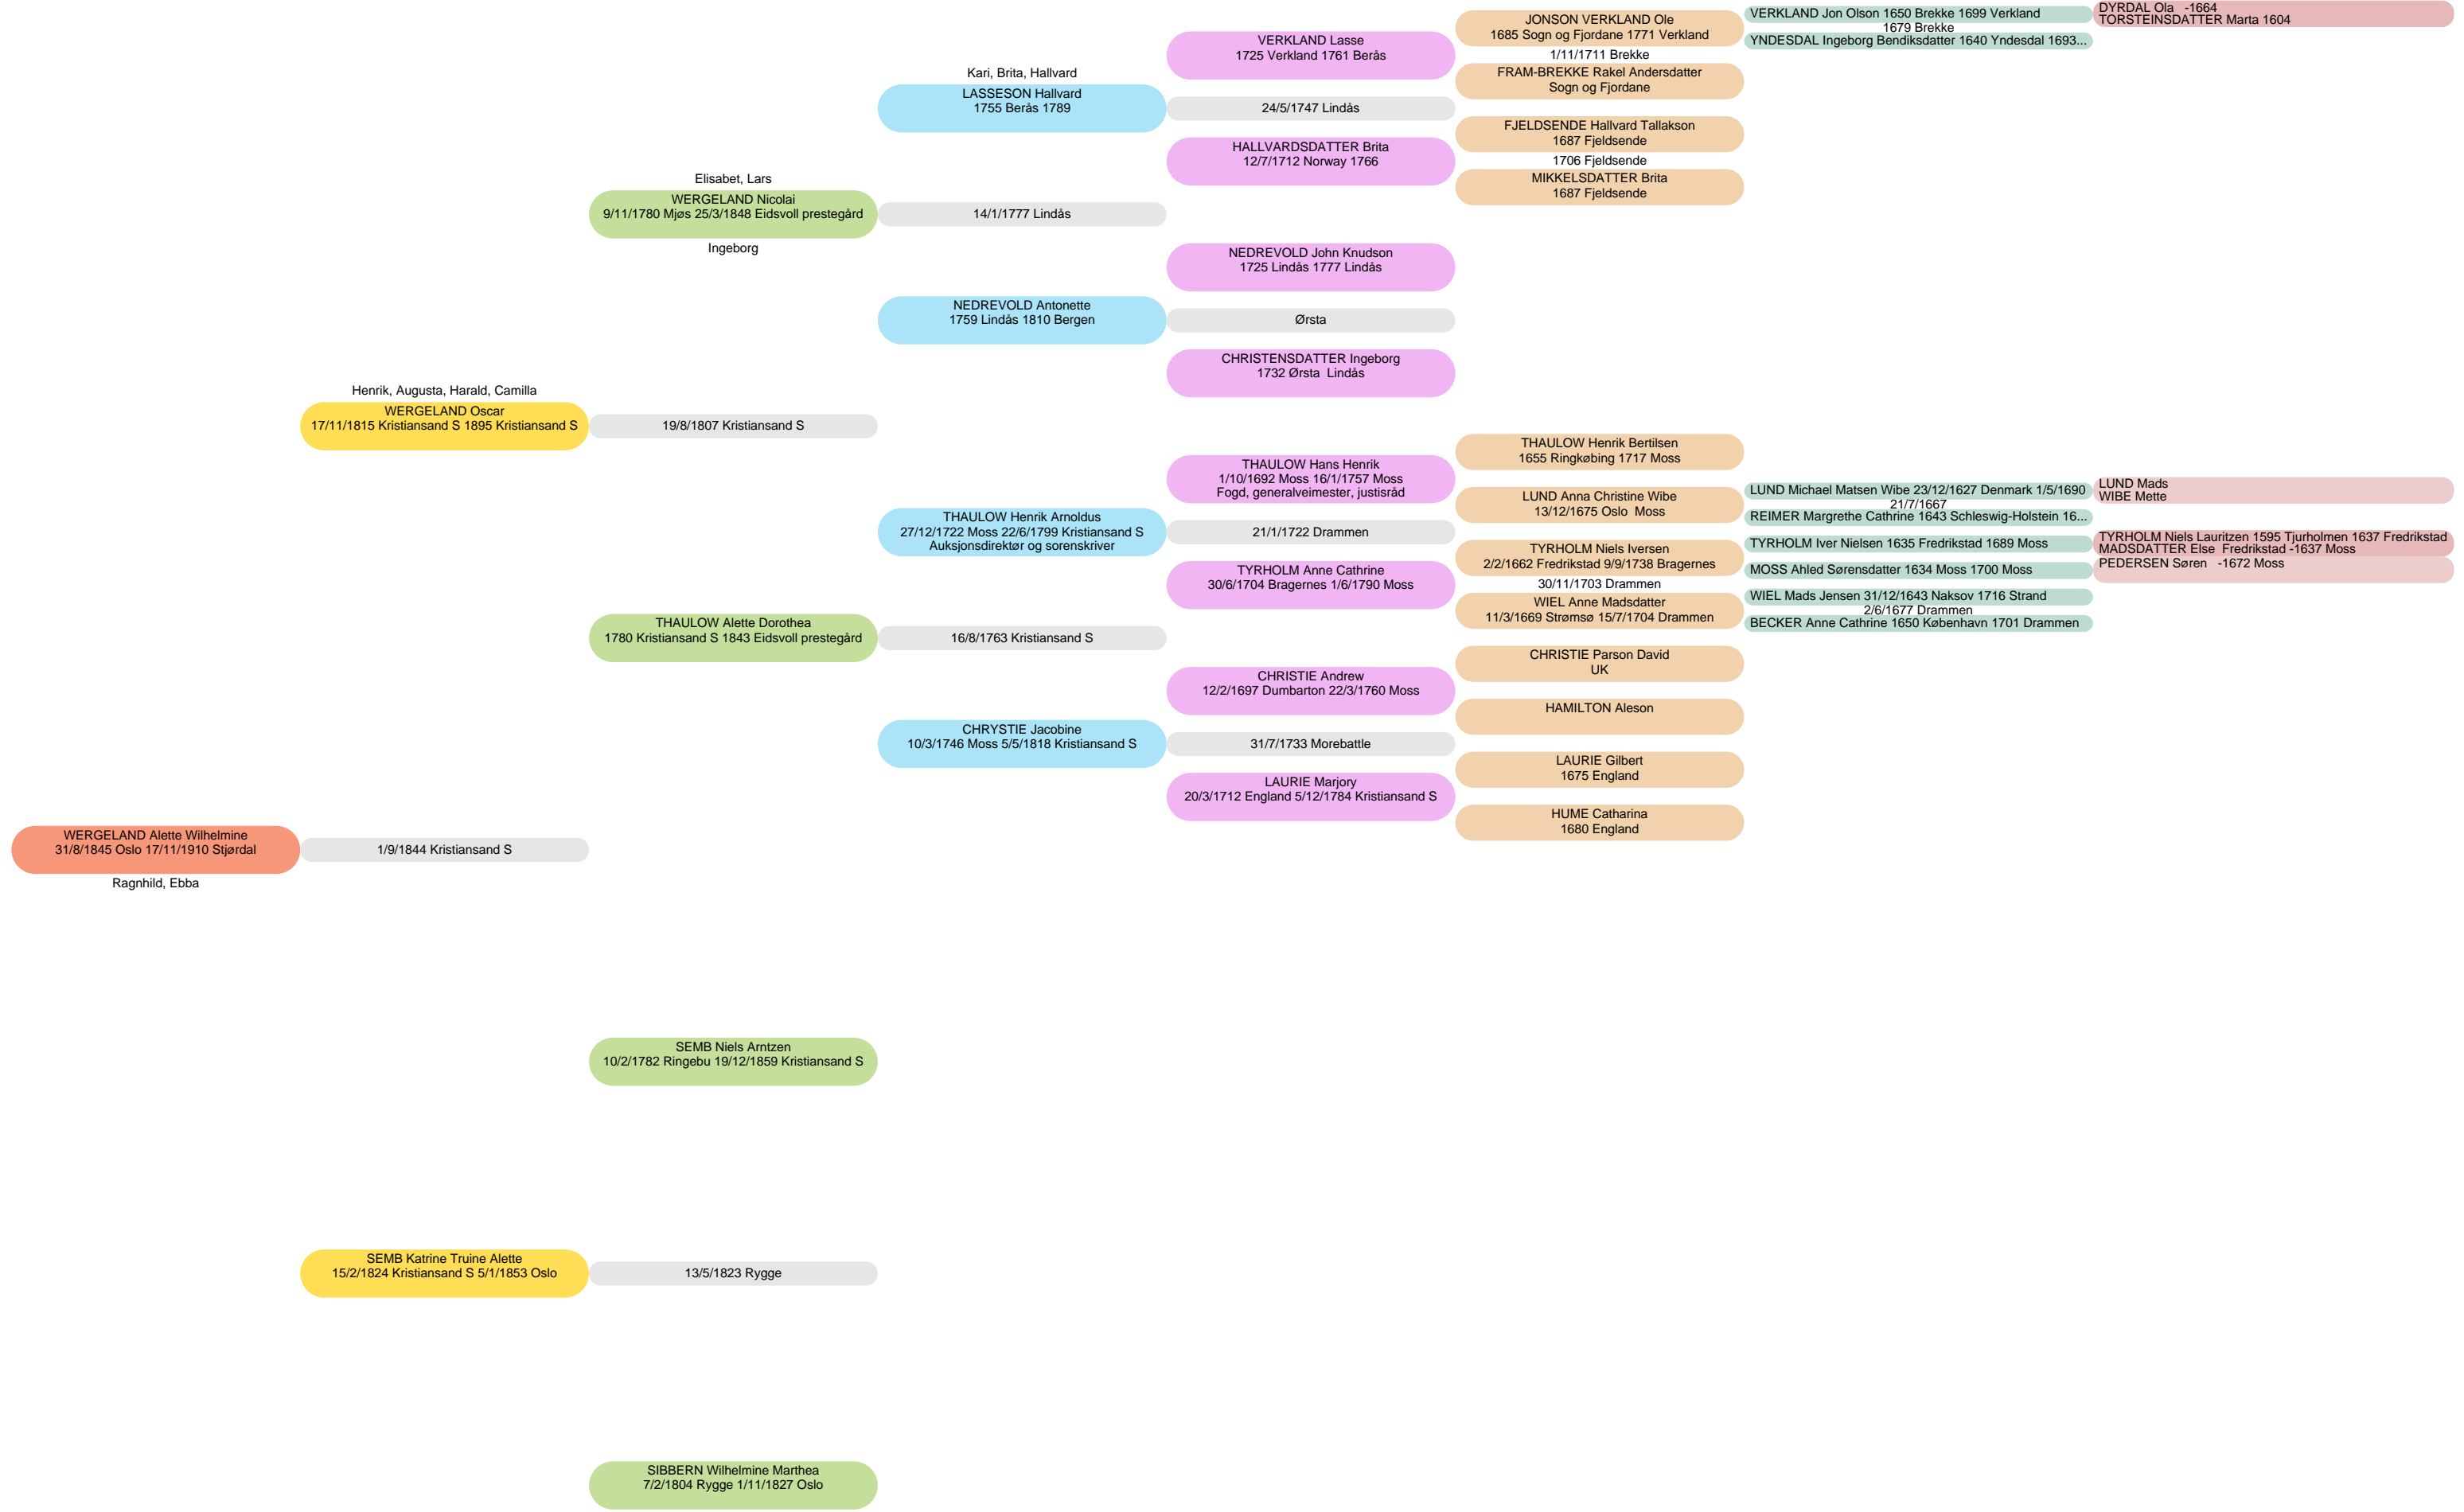 WERGELAND Alette Wilhelmine
31/8/1845 Oslo 17/11/1910 Stjørdal
Ragnhild, Ebba
1/9/1844 Kristiansand S
Henrik, Augusta, Harald, Camilla
WERGELAND Oscar
17/11/1815 Kristiansand S 1895 Kristiansand S
SEMB Katrine Truine Alette
15/2/1824 Kristiansand S 5/1/1853 Oslo
Elisabet, Lars
WERGELAND Nicolai
9/11/1780 Mjøs 25/3/1848 Eidsvoll prestegård
Ingeborg
19/8/1807 Kristiansand S
THAULOW Alette Dorothea
1780 Kristiansand S 1843 Eidsvoll prestegård
SEMB Niels Arntzen
10/2/1782 Ringebu 19/12/1859 Kristiansand S
13/5/1823 Rygge
SIBBERN Wilhelmine Marthea
7/2/1804 Rygge 1/11/1827 Oslo
Kari, Brita, Hallvard
LASSESON Hallvard
1755 Berås 1789
14/1/1777 Lindås
NEDREVOLD Antonette
1759 Lindås 1810 Bergen
THAULOW Henrik Arnoldus
27/12/1722 Moss 22/6/1799 Kristiansand S
Auksjonsdirektør og sorenskriver
16/8/1763 Kristiansand S
CHRYSTIE Jacobine
10/3/1746 Moss 5/5/1818 Kristiansand S
VERKLAND Lasse
1725 Verkland 1761 Berås
24/5/1747 Lindås
HALLVARDSDATTER Brita
12/7/1712 Norway 1766
NEDREVOLD John Knudson
1725 Lindås 1777 Lindås
Ørsta
CHRISTENSDATTER Ingeborg
1732 Ørsta  Lindås
THAULOW Hans Henrik
1/10/1692 Moss 16/1/1757 Moss
Fogd, generalveimester, justisråd
21/1/1722 Drammen
TYRHOLM Anne Cathrine
30/6/1704 Bragernes 1/6/1790 Moss
CHRISTIE Andrew
12/2/1697 Dumbarton 22/3/1760 Moss
31/7/1733 Morebattle
LAURIE Marjory
20/3/1712 England 5/12/1784 Kristiansand S
JONSON VERKLAND Ole
1685 Sogn og Fjordane 1771 Verkland
1/11/1711 Brekke
FRAM-BREKKE Rakel Andersdatter
Sogn og Fjordane
FJELDSENDE Hallvard Tallakson
1687 Fjeldsende
1706 Fjeldsende
MIKKELSDATTER Brita
1687 Fjeldsende
THAULOW Henrik Bertilsen
1655 Ringkøbing 1717 Moss
LUND Anna Christine Wibe
13/12/1675 Oslo  Moss
TYRHOLM Niels Iversen
2/2/1662 Fredrikstad 9/9/1738 Bragernes
30/11/1703 Drammen
WIEL Anne Madsdatter
11/3/1669 Strømsø 15/7/1704 Drammen
CHRISTIE Parson David
UK
HAMILTON Aleson
LAURIE Gilbert
1675 England
HUME Catharina
1680 England
VERKLAND Jon Olson 1650 Brekke 1699 Verkland
1679 Brekke
YNDESDAL Ingeborg Bendiksdatter 1640 Yndesdal 1693...
LUND Michael Matsen Wibe 23/12/1627 Denmark 1/5/1690
21/7/1667
REIMER Margrethe Cathrine 1643 Schleswig-Holstein 16...
TYRHOLM Iver Nielsen 1635 Fredrikstad 1689 Moss
MOSS Ahled Sørensdatter 1634 Moss 1700 Moss
WIEL Mads Jensen 31/12/1643 Naksov 1716 Strand
2/6/1677 Drammen
BECKER Anne Cathrine 1650 København 1701 Drammen
DYRDAL Ola   -1664
TORSTEINSDATTER Marta 1604
LUND Mads
WIBE Mette
TYRHOLM Niels Lauritzen 1595 Tjurholmen 1637 Fredrikstad
MADSDATTER Else  Fredrikstad -1637 Moss
PEDERSEN Søren   -1672 Moss